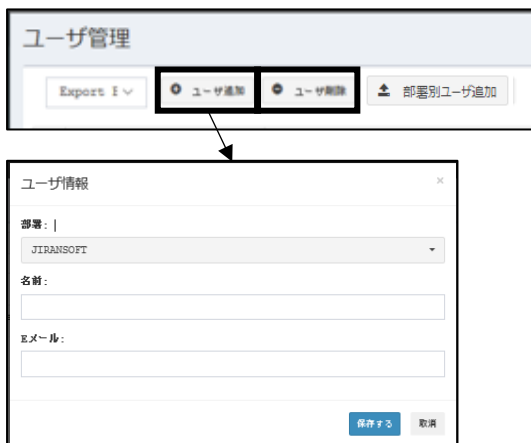 ユーザ管理
Export E
ユーザ追加
ユーザ削除
部署別ユーザ追加
ユーザ情報
×
部署:
JIRANSOFT
名前:
Eメール:
保存する
取消